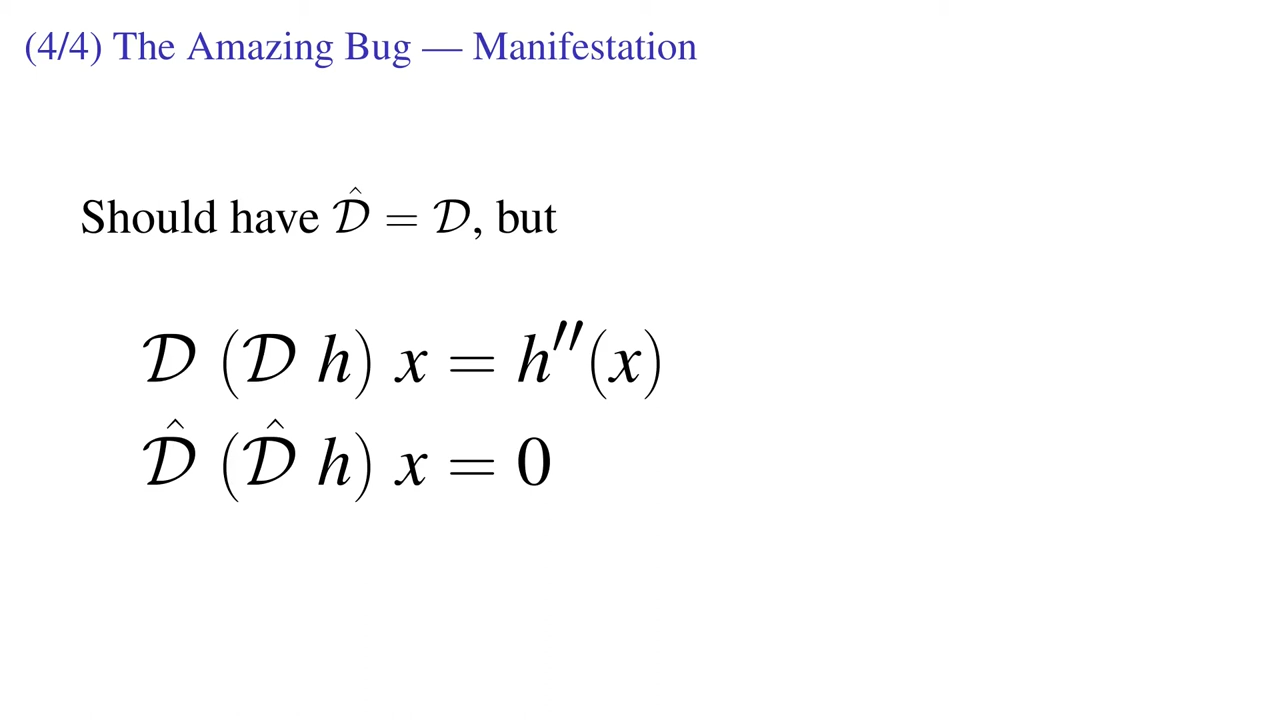 (4/4) The Amazing Bug — Manifestation
Should have 𝒟̂ = 𝒟, but
𝒟 (𝒟 h) x = h″(x)
𝒟̂ (𝒟̂ h) x = 0